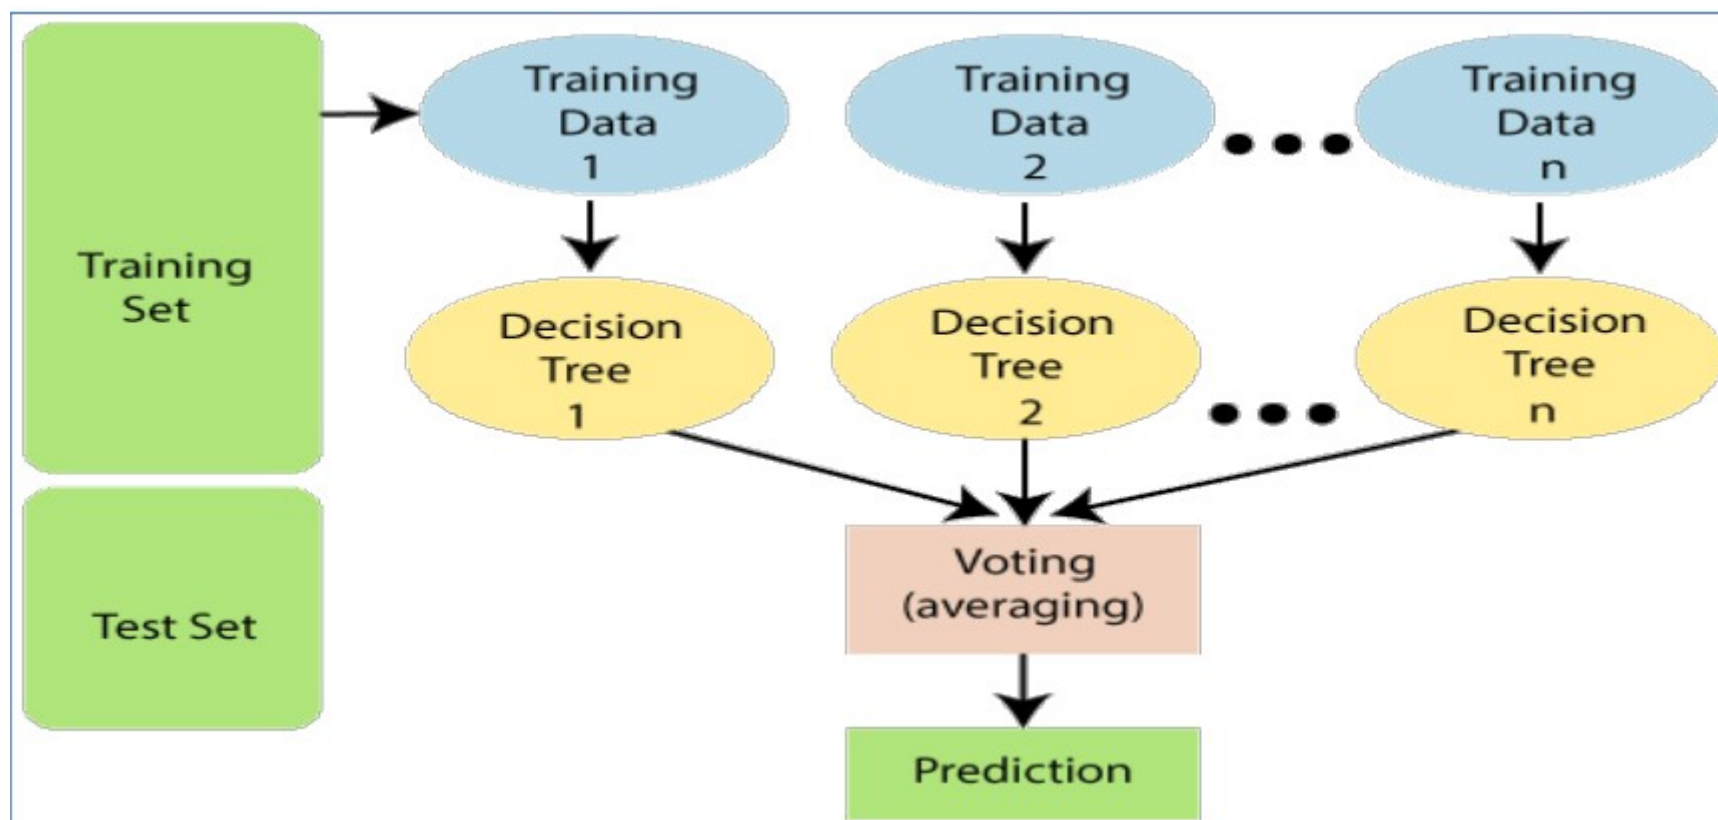 Training
Set
Test Set
Training
Data
1
Training
Data
2
Training
Data
n
Decision
Tree
1
Decision
Tree
2
Decision
Tree
n
Voting
(averaging)
Prediction